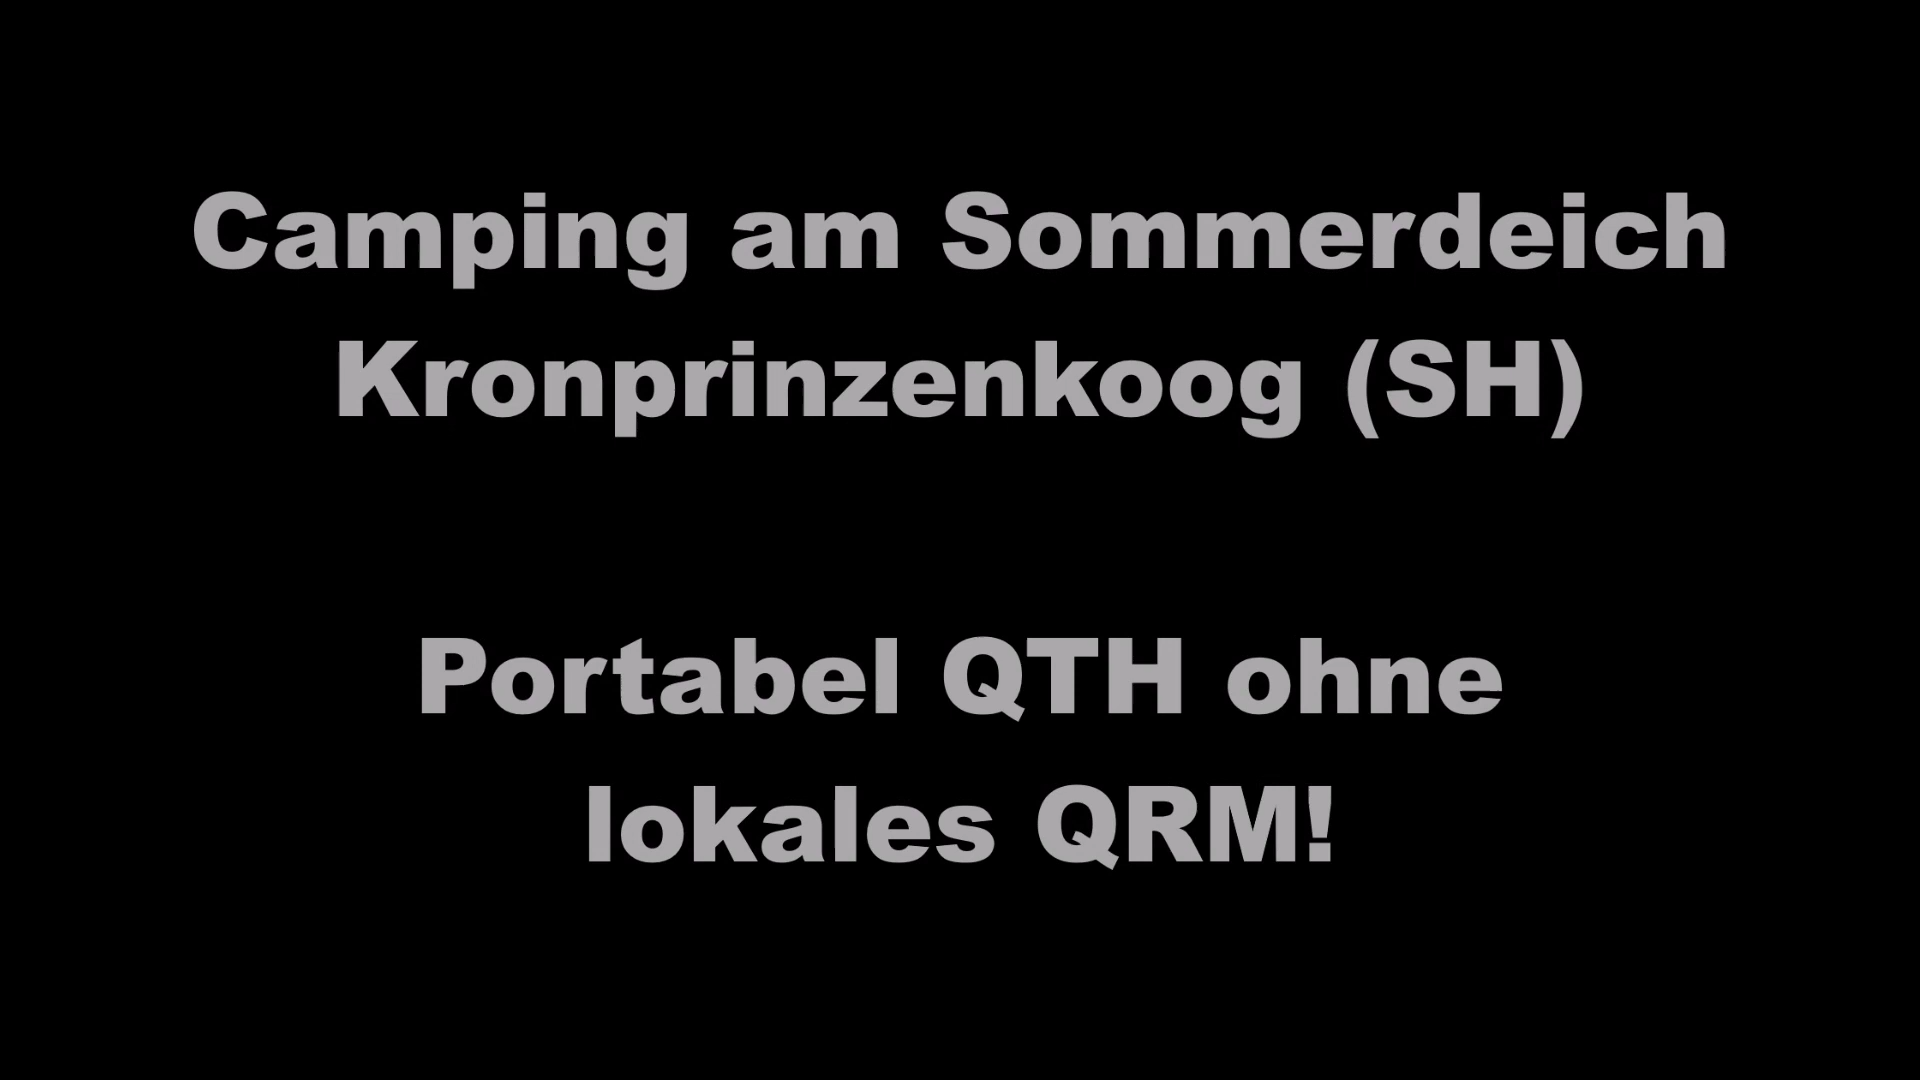 Camping am Sommerdeich
Kronprinzenkoog (SH)
Portabel QTH ohne
lokales QRM!